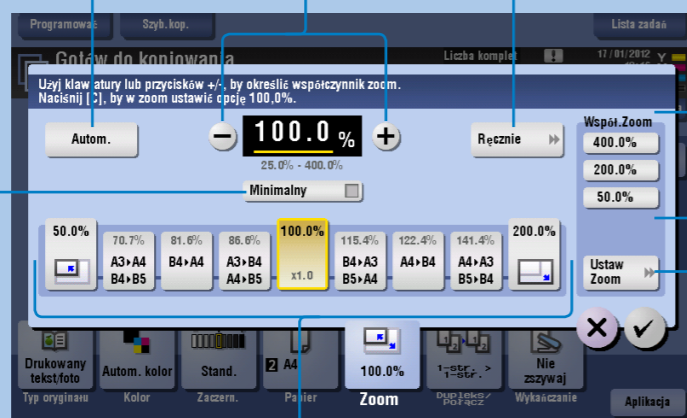 Programować
Szyb.kop.
Lista zadań
Gotów do kopiowania
Liczba komplet
17/01/2012
Użyj klawiatury lub przycisków +/-, by określić współczynnik zoom.
Naciśnij [C], by w zoom ustawić opcję 100,0%.
Autom.
100.0 %
25.0% - 400.0%
Ręcznie
Współ.Zoom
400.0%
200.0%
50.0%
Minimalny
50.0%
70.7%
A3▸A4
B4▸B5
81.6%
B4▸A4
86.6%
A3▸B4
A4▸B5
100.0%
x1.0
115.4%
B4▸A3
B5▸A4
122.4%
A4▸B4
141.4%
A4▸A3
B5▸B4
200.0%
Ustaw
Zoom
Drukowany
tekst/foto
Typ oryginału
Autom. kolor
Kolor
Stand.
Zaczern.
2 A4
Papier
100.0%
Zoom
1-str. >
1-str.
Dupleks/
Połącz
Nie
zszywaj
Wykańczanie
Aplikacja